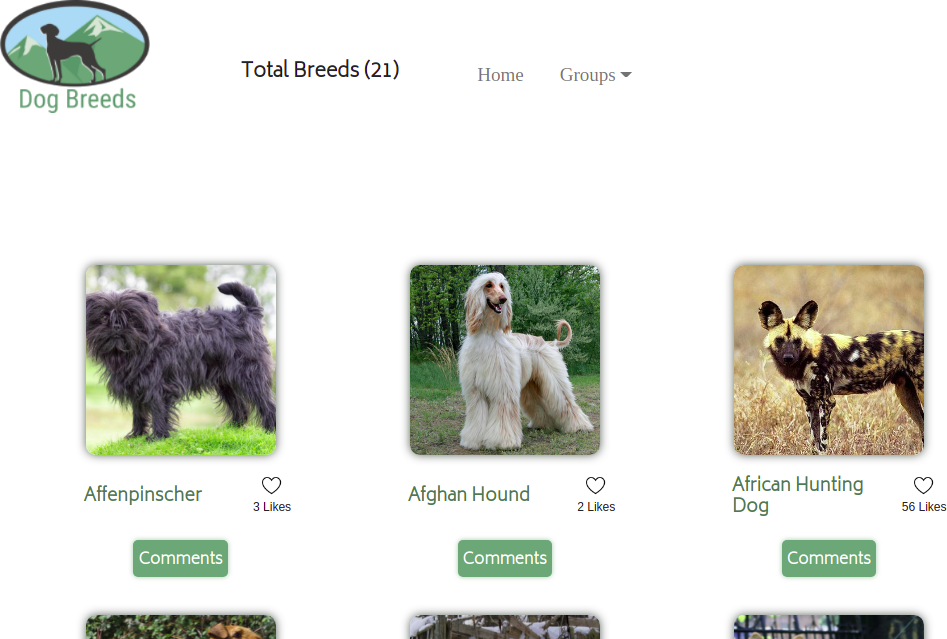 Dog Breeds
Total Breeds (21)
Home
Groups
Affenpinscher
3 Likes
Afghan Hound
2 Likes
African Hunting
Dog
56 Likes
Comments
Comments
Comments